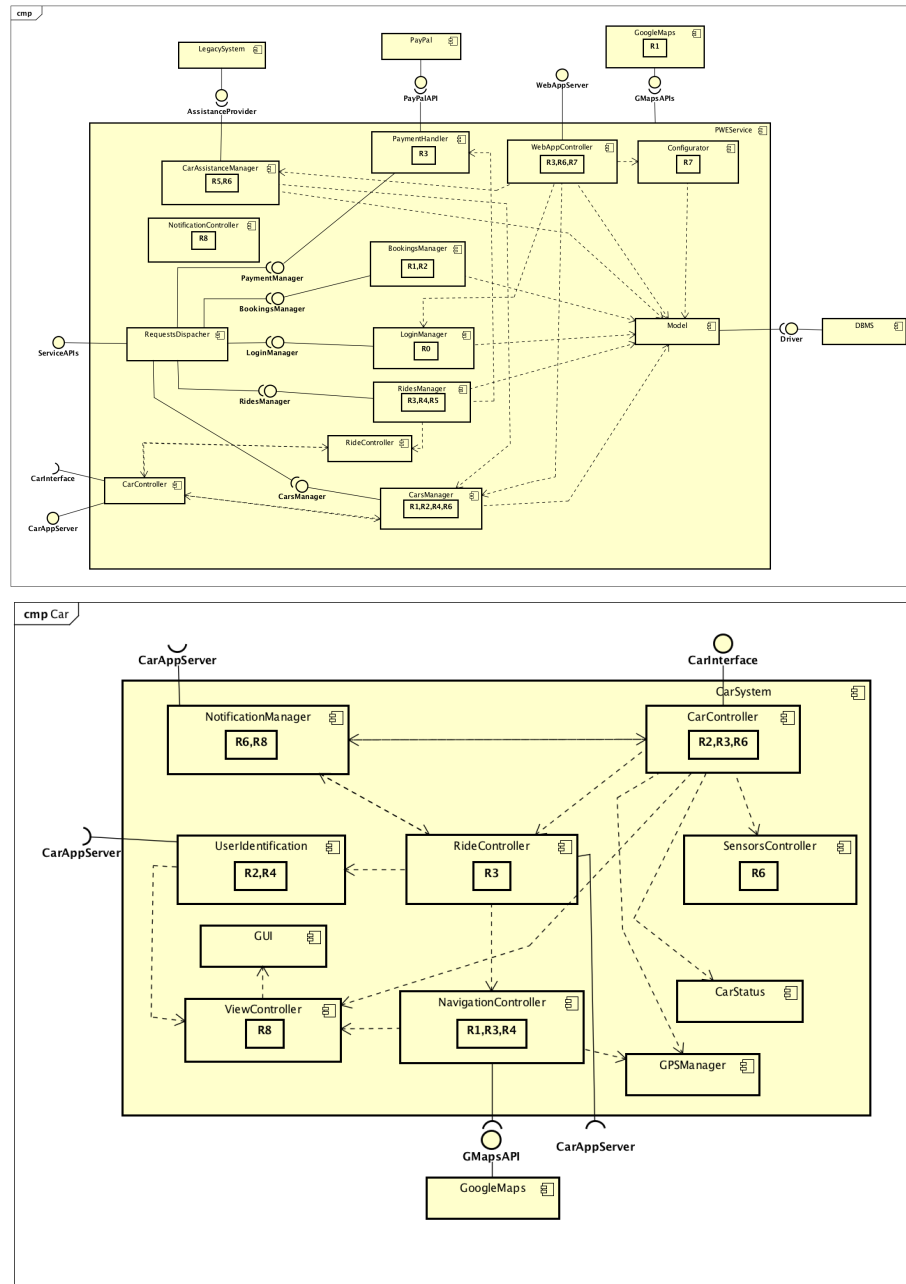 cmp
LegacySystem
PayPal
GoogleMaps
R1
AssistanceProvider
PayPalAPI
WebAppServer
GMapsAPIs
PWEService
PaymentHandler
R3
WebAppController
R3,R6,R7
Configurator
R7
CarAssistanceManager
R5,R6
NotificationController
R8
PaymentManager
BookingsManager
R1,R2
BookingsManager
RequestsDispacher
ServiceAPIs
LoginManager
LoginManager
R0
Model
Driver
DBMS
RidesManager
RidesManager
R3,R4,R5
RideController
CarInterface
CarController
CarAppServer
CarsManager
CarsManager
R1,R2,R4,R6
cmp Car
CarAppServer
CarInterface
CarSystem
NotificationManager
R6,R8
CarController
R2,R3,R6
CarAppServer
UserIdentification
R2,R4
RideController
R3
SensorsController
R6
GUI
ViewController
R8
NavigationController
R1,R3,R4
CarStatus
GPSManager
GMapsAPI
CarAppServer
GoogleMaps